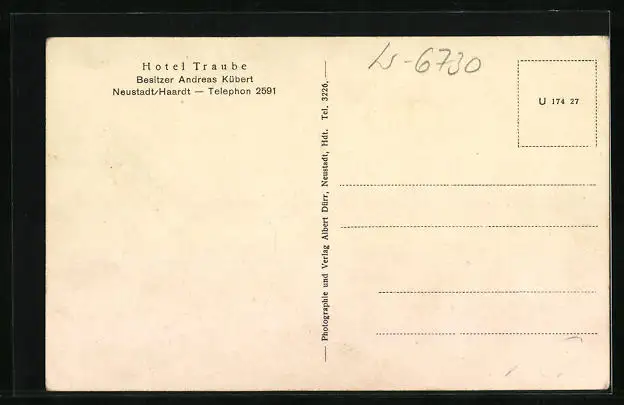 Hotel Traube
Besitzer Andreas Kübert
Neustadt/Haardt — Telephon 2591
— Photographie und Verlag Albert Dürr, Neustadt, Hdt. Tel. 3226. —
W-6730
U 174 27